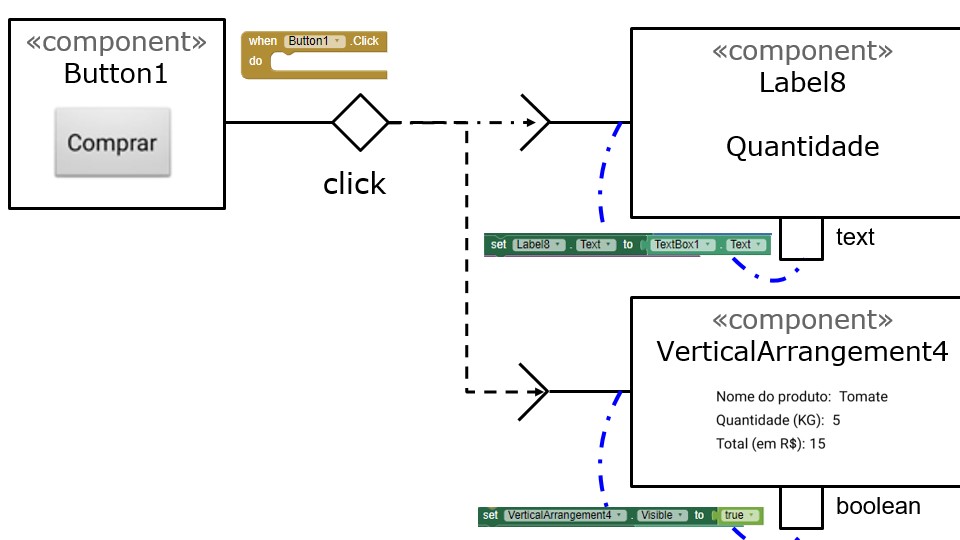 «component»
Button1
Comprar
when Button1 .Click
do
click
«component»
Label8
Quantidade
set Label8 . Text to TextBox1 . Text
text
«component»
VerticalArrangement4
Nome do produto: Tomate
Quantidade (KG): 5
Total (em R$): 15
set VerticalArrangement4 . Visible to true
boolean